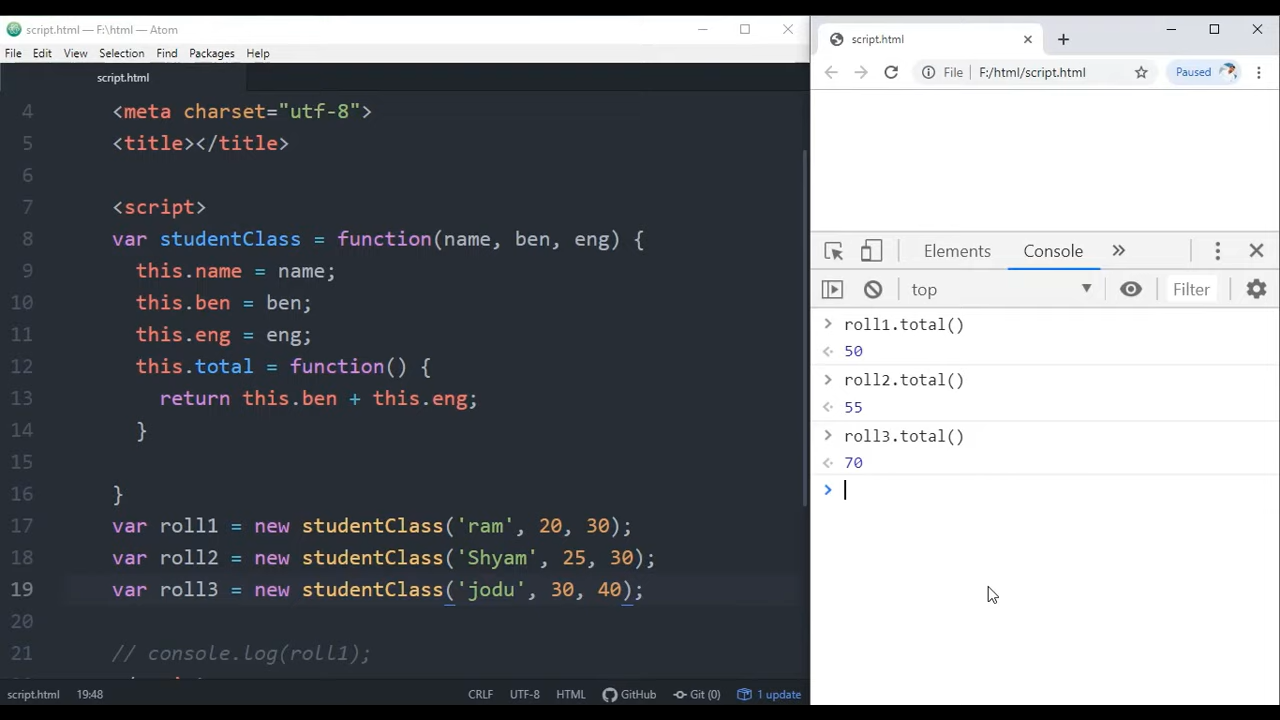 script.html — F:\html — Atom
File Edit View Selection Find Packages Help
script.html
4 <meta charset="utf-8">
5 <title></title>
6
7 <script>
8 var studentClass = function(name, ben, eng) {
9 this.name = name;
10 this.ben = ben;
11 this.eng = eng;
12 this.total = function() {
13 return this.ben + this.eng;
14 }
15
16 }
17 var roll1 = new studentClass('ram', 20, 30);
18 var roll2 = new studentClass('Shyam', 25, 30);
19 var roll3 = new studentClass('jodu', 30, 40);
20
21 // console.log(roll1);
script.html 19:48 CRLF UTF-8 HTML GitHub Git (0) 1 update
script.html
File F:/html/script.html Paused
Elements Console
top Filter
roll1.total()
50
roll2.total()
55
roll3.total()
70